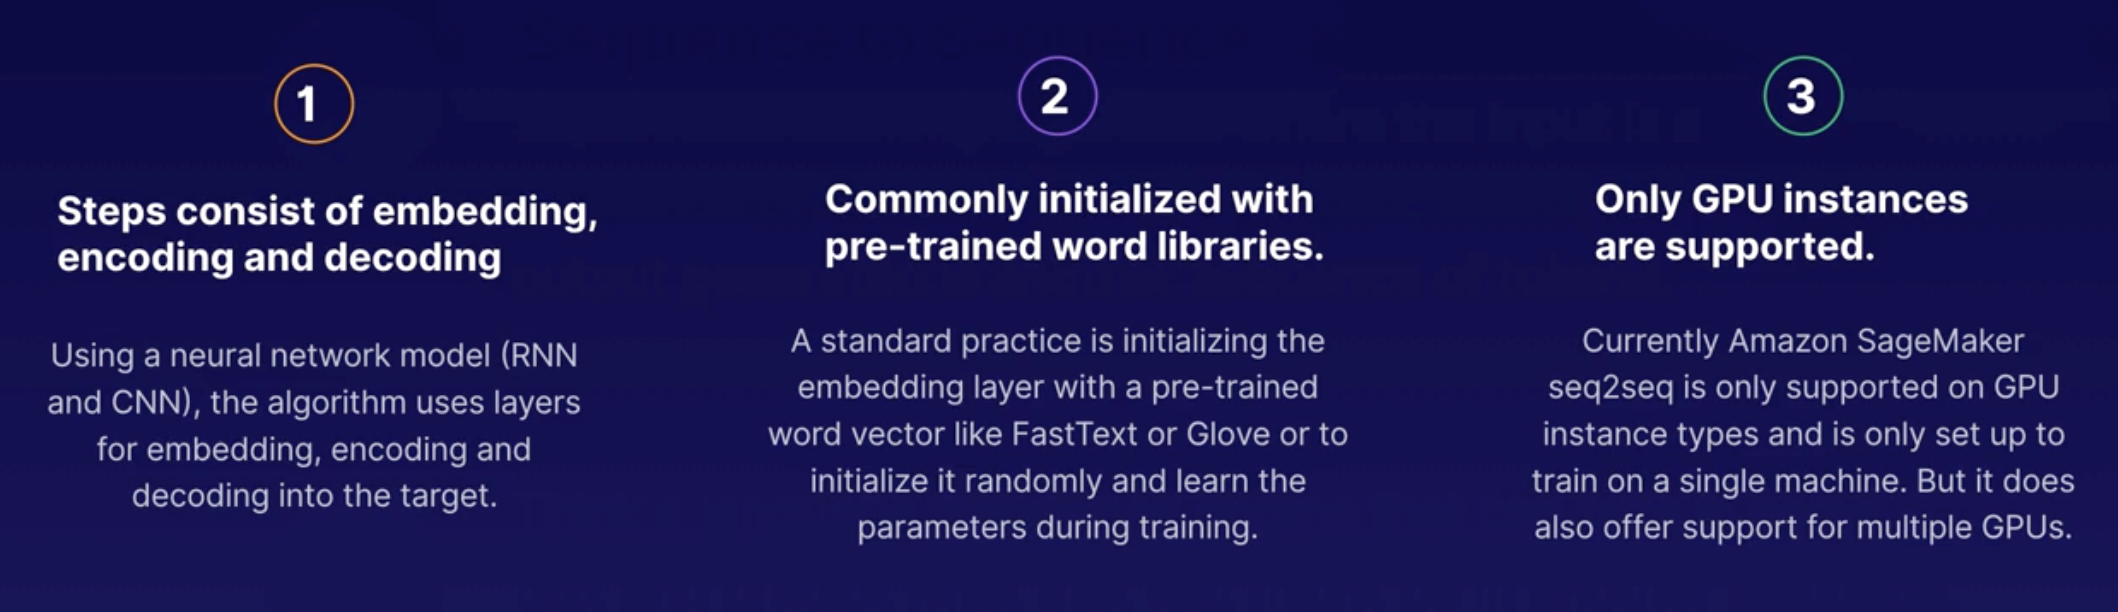 1
Steps consist of embedding,
encoding and decoding
Using a neural network model (RNN
and CNN), the algorithm uses layers
for embedding, encoding and
decoding into the target.
2
Commonly initialized with
pre-trained word libraries.
A standard practice is initializing the
embedding layer with a pre-trained
word vector like FastText or Glove or to
initialize it randomly and learn the
parameters during training.
3
Only GPU instances
are supported.
Currently Amazon SageMaker
seq2seq is only supported on GPU
instance types and is only set up to
train on a single machine. But it does
also offer support for multiple GPUs.